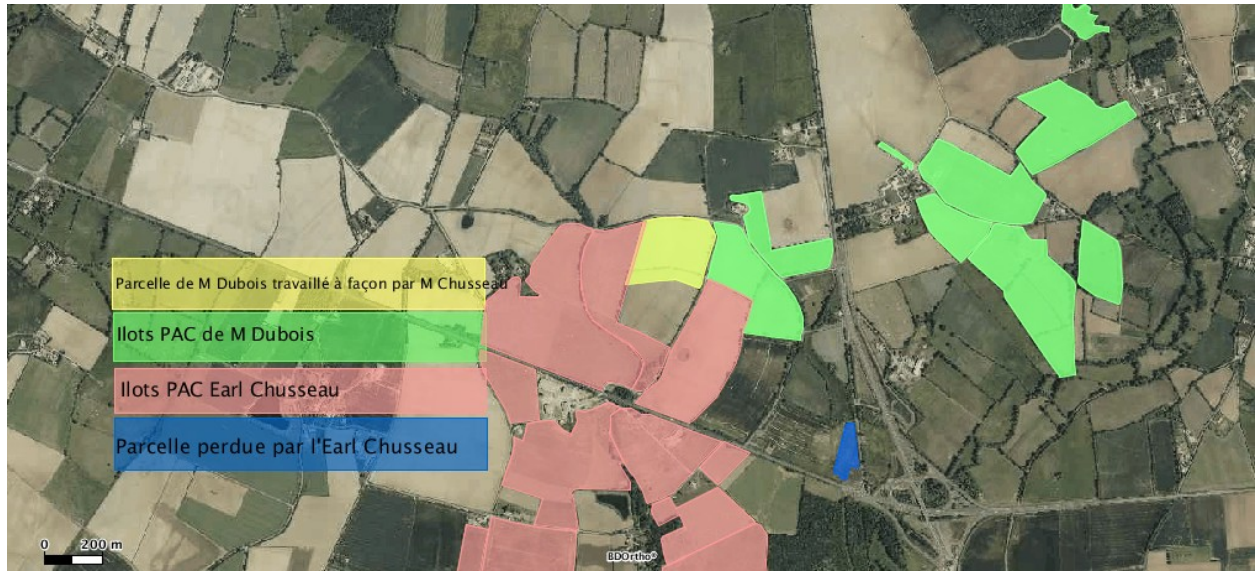 Parcelle de M Dubois travaillé à façon par M Chusseau
Ilots PAC de M Dubois
Ilots PAC Earl Chusseau
Parcelle perdue par l'Earl Chusseau
0 200 m
BDOrtho®